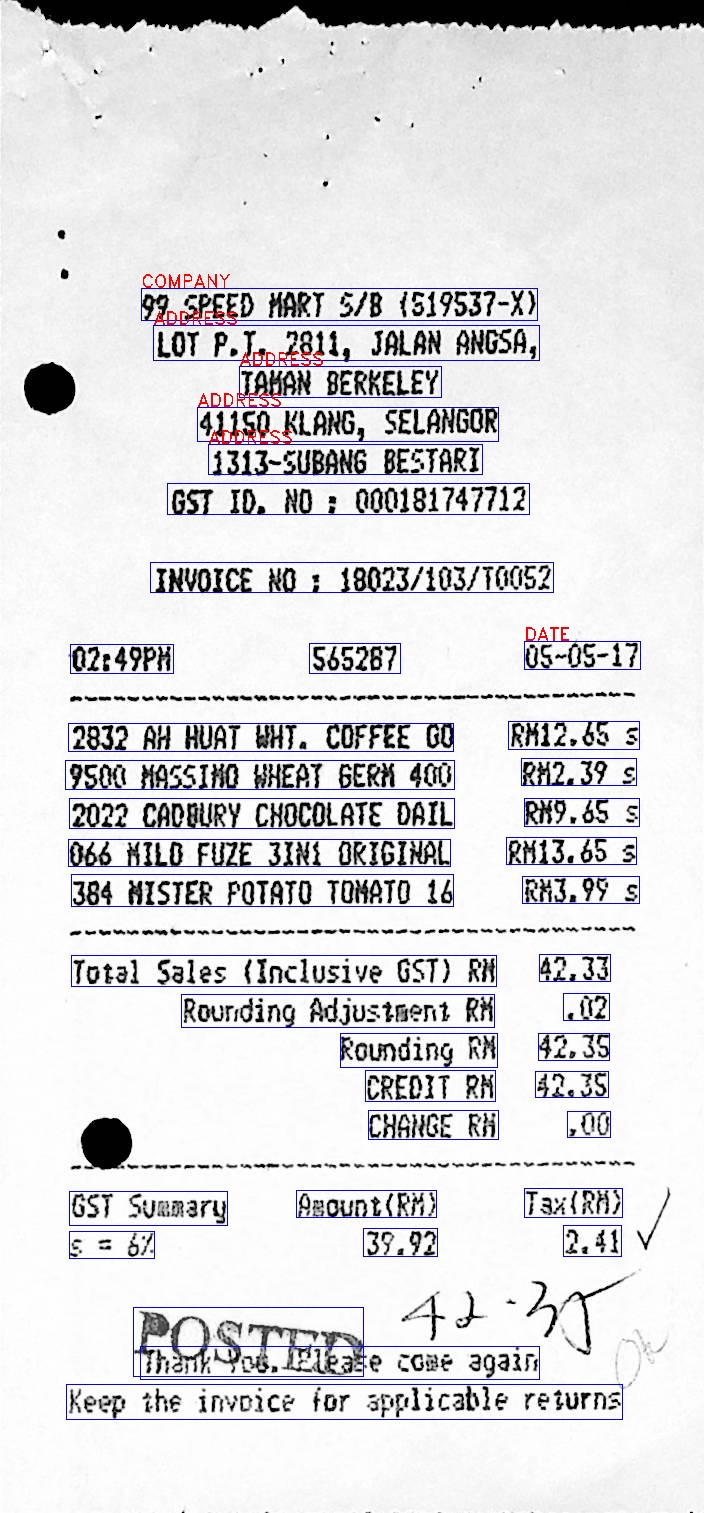 COMPANY
99 SPEED MART S/B (519537-X)
ADDRESS
LOT P.T. 2811, JALAN ANGSA,
ADDRESS
TAMAN BERKELEY
ADDRESS
41150 KLANG, SELANGOR
ADDRESS
1313-SUBANG BESTARI
GST ID. NO : 000181747712
INVOICE NO : 18023/103/T0052
DATE
02:49PM 565287 05-05-17
2832 AH HUAT WHT. COFFEE GO RM12.65 s
9500 MASSIMO WHEAT GERM 400 RM2.39 s
2022 CADBURY CHOCOLATE DAIL RM9.65 s
066 MILO FUZE 3IN1 ORIGINAL RM13.65 s
384 MISTER POTATO TOMATO 16 RM3.99 s
Total Sales (Inclusive GST) RM 42.33
Rounding Adjustment RM .02
Rounding RM 42.35
CREDIT RM 42.35
CHANGE RM .00
GST Summary Amount(RM) Tax(RM)
s = 6% 39.92 2.41
42.35
POSTED
OK
Thank You. Please come again
Keep the invoice for applicable returns